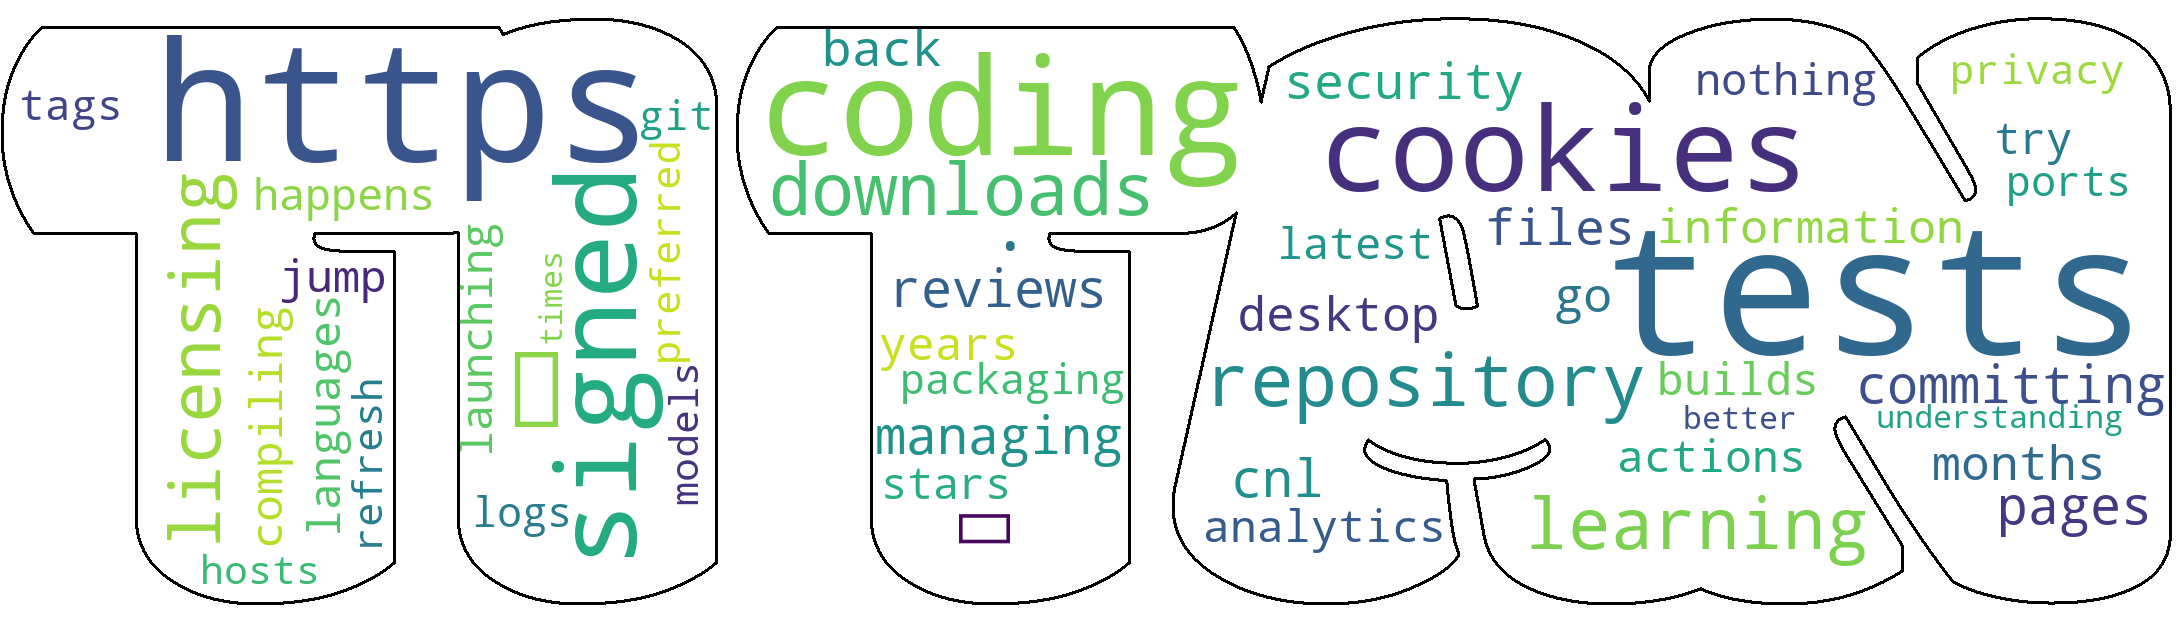 https
tags
git
happens
licensing
signed
preferred
launching
times
jump
compiling
languages
refresh
models
logs
hosts
back
coding
downloads
.
reviews
years
packaging
managing
stars
security
nothing
privacy
cookies
try
ports
files
information
latest
tests
go
desktop
repository
builds
committing
better
understanding
actions
months
cnl
pages
learning
analytics